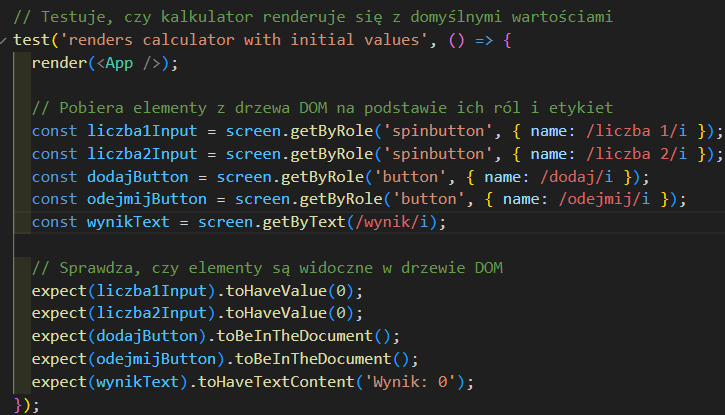 // Testuje, czy kalkulator renderuje się z domyślnymi wartościami
test('renders calculator with initial values', () => {
  render(<App />);

  // Pobiera elementy z drzewa DOM na podstawie ich ról i etykiet
  const liczba1Input = screen.getByRole('spinbutton', { name: /liczba 1/i });
  const liczba2Input = screen.getByRole('spinbutton', { name: /liczba 2/i });
  const dodajButton = screen.getByRole('button', { name: /dodaj/i });
  const odejmijButton = screen.getByRole('button', { name: /odejmij/i });
  const wynikText = screen.getByText(/wynik/i);

  // Sprawdza, czy elementy są widoczne w drzewie DOM
  expect(liczba1Input).toHaveValue(0);
  expect(liczba2Input).toHaveValue(0);
  expect(dodajButton).toBeInTheDocument();
  expect(odejmijButton).toBeInTheDocument();
  expect(wynikText).toHaveTextContent('Wynik: 0');
});